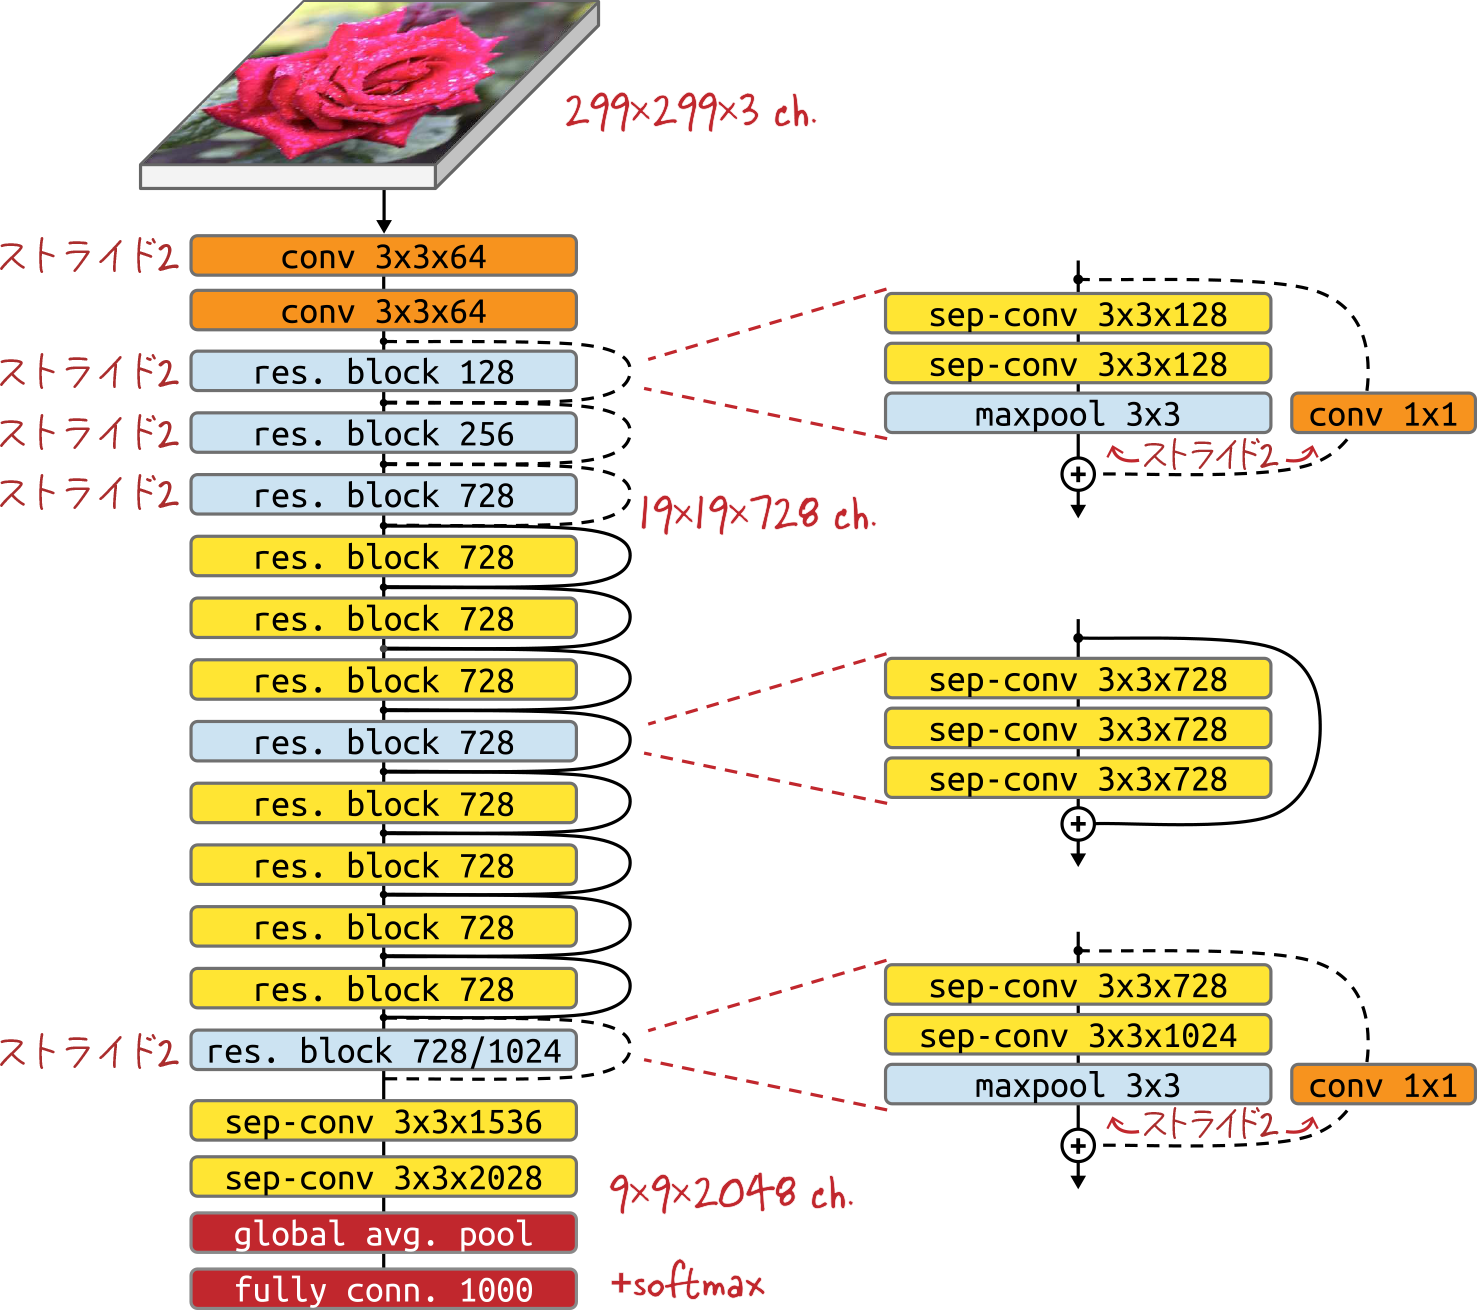 299×299×3 ch.
ストライド2
conv 3x3x64
conv 3x3x64
ストライド2
res. block 128
ストライド2
res. block 256
ストライド2
res. block 728
19×19×728 ch.
res. block 728
res. block 728
res. block 728
res. block 728
res. block 728
res. block 728
res. block 728
res. block 728
ストライド2
res. block 728/1024
sep-conv 3x3x1536
sep-conv 3x3x2028
9×9×2048 ch.
global avg. pool
fully conn. 1000
+softmax
sep-conv 3x3x128
sep-conv 3x3x128
maxpool 3x3
conv 1x1
ストライド2
sep-conv 3x3x728
sep-conv 3x3x728
sep-conv 3x3x728
sep-conv 3x3x728
sep-conv 3x3x1024
maxpool 3x3
conv 1x1
ストライド2